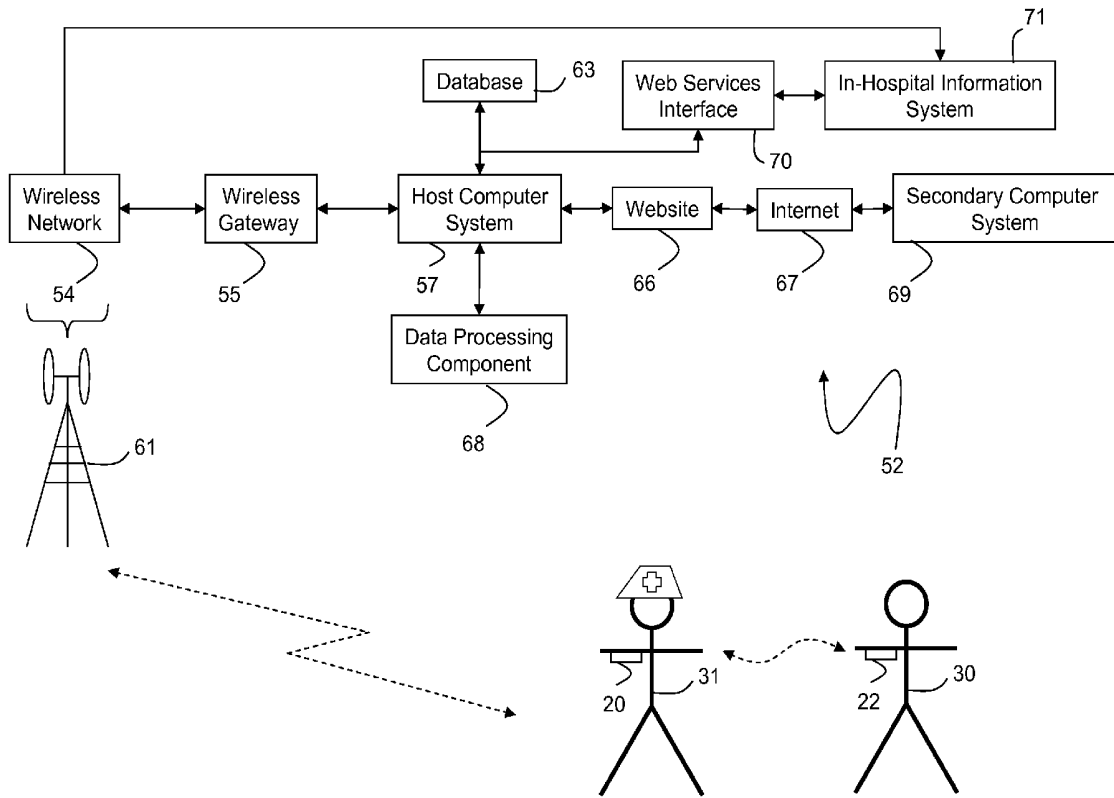 71
Database
63
Web Services
Interface
In-Hospital Information
System
70
Wireless
Network
Wireless
Gateway
Host Computer
System
Website
Internet
Secondary Computer
System
54
55
57
66
67
69
Data Processing
Component
68
61
52
20
31
22
30